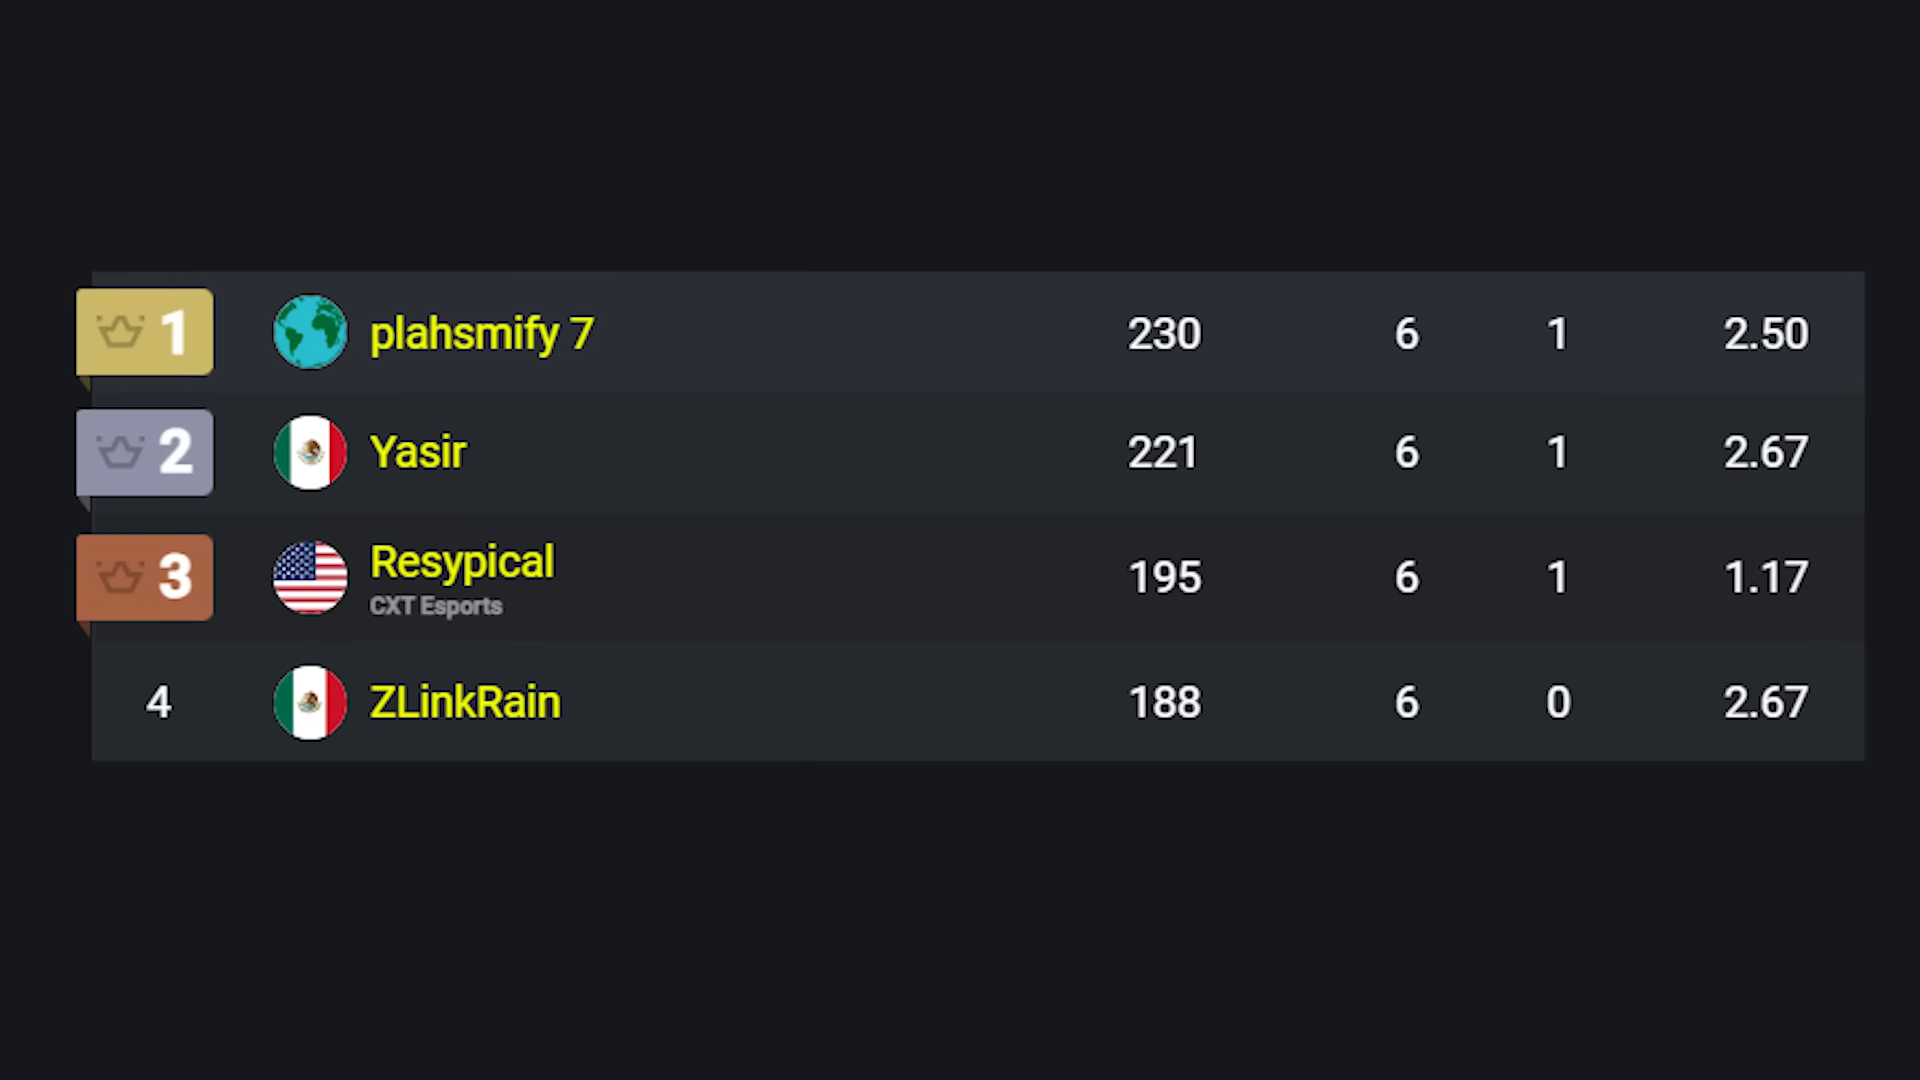 1 plahsmify 7 230 6 1 2.50
2 Yasir 221 6 1 2.67
3 Resypical 195 6 1 1.17
CXT Esports
4 ZLinkRain 188 6 0 2.67